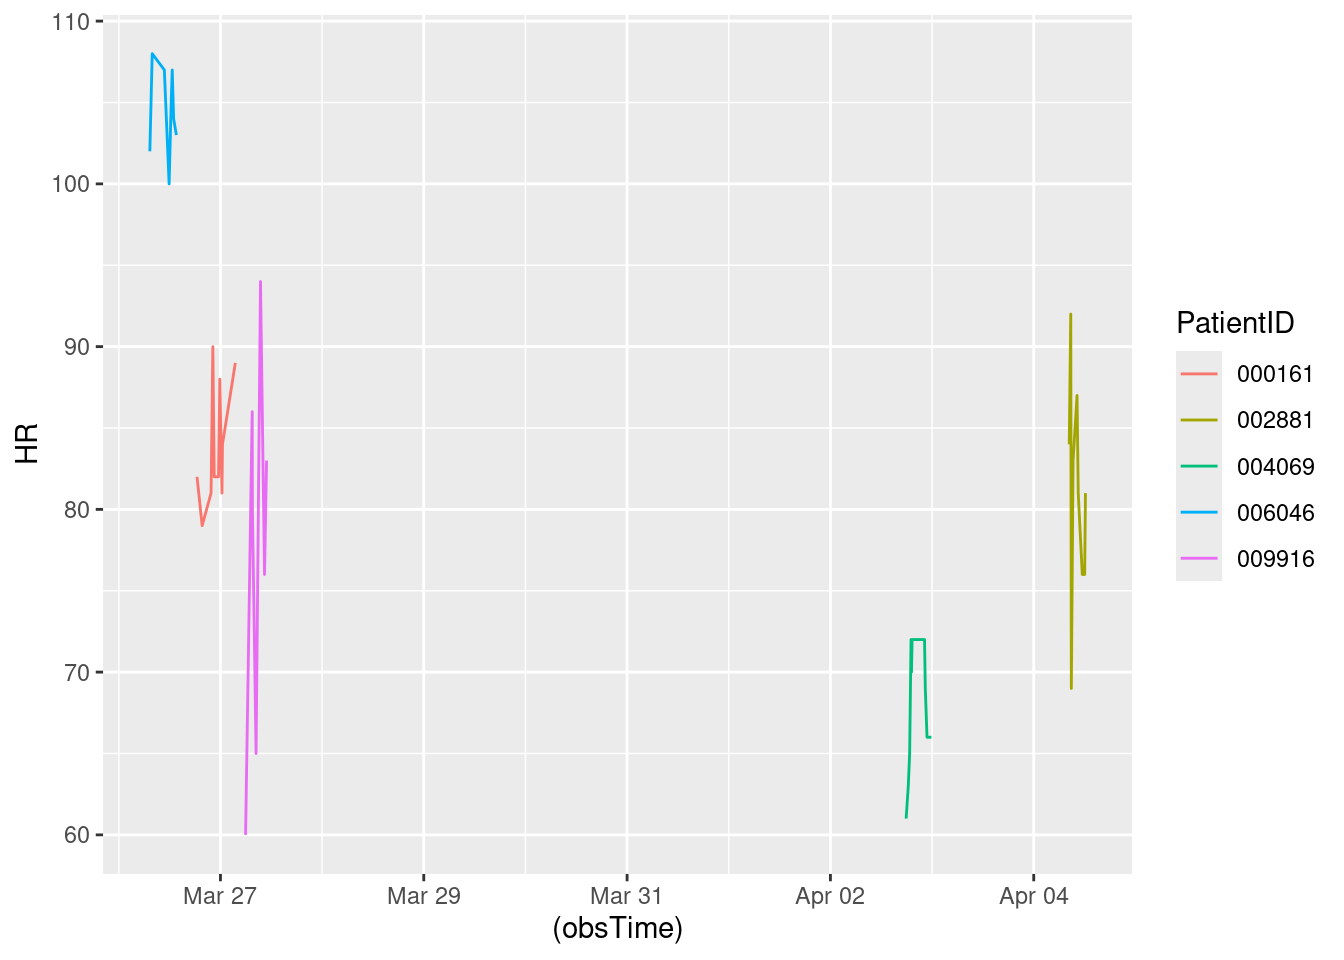 110
100
90
80
70
60
HR
Mar 27
Mar 29
Mar 31
Apr 02
Apr 04
(obsTime)
PatientID
000161
002881
004069
006046
009916